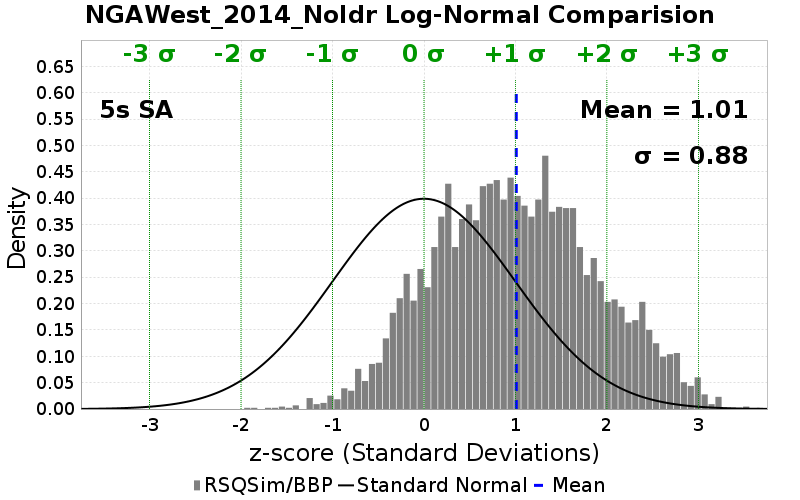 NGAWest_2014_NoIdr Log-Normal Comparision
-3 σ -2 σ -1 σ 0 σ +1 σ +2 σ +3 σ
5s SA
Mean = 1.01
σ = 0.88
Density
0.65
0.60
0.55
0.50
0.45
0.40
0.35
0.30
0.25
0.20
0.15
0.10
0.05
0.00
-3 -2 -1 0 1 2 3
z-score (Standard Deviations)
RSQSim/BBP Standard Normal Mean